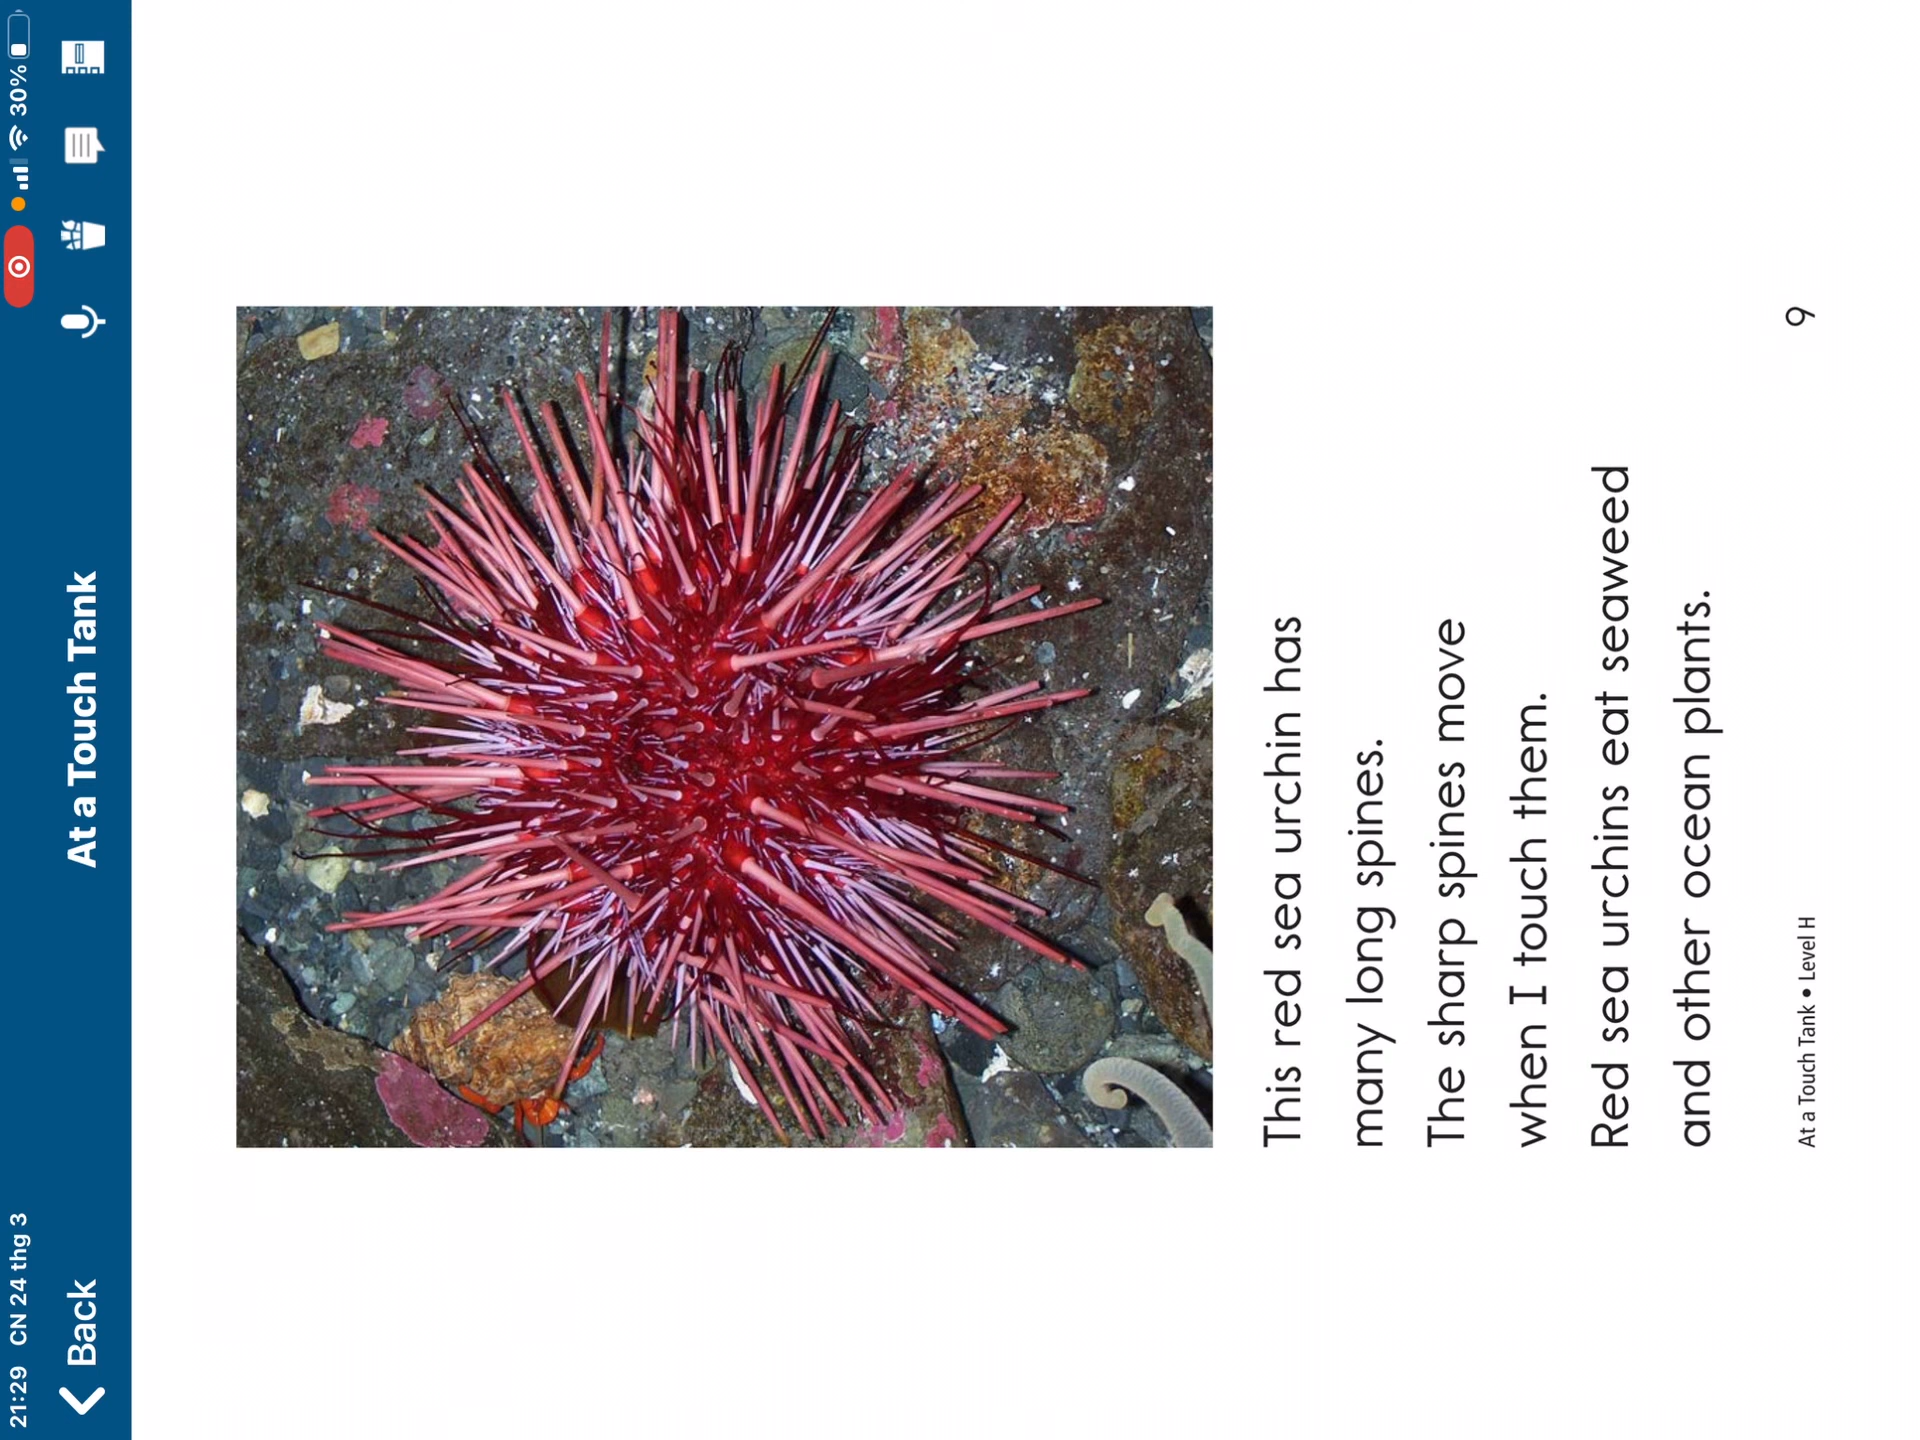 21:29 CN 24 thg 3
30%
Back
At a Touch Tank
This red sea urchin has
many long spines.
The sharp spines move
when I touch them.
Red sea urchins eat seaweed
and other ocean plants.
At a Touch Tank • Level H
9